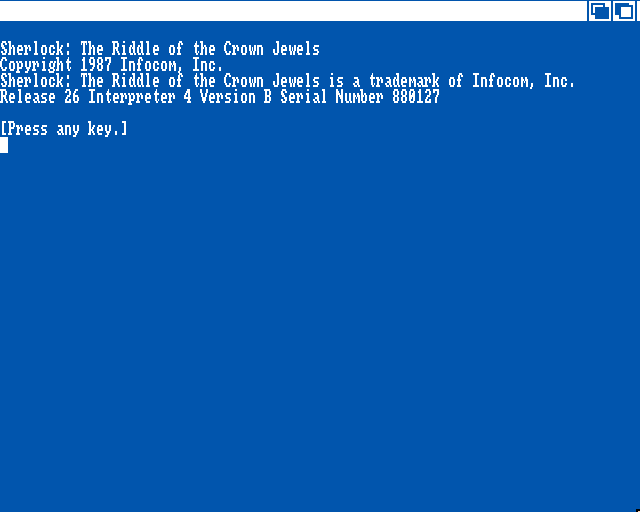 Sherlock: The Riddle of the Crown Jewels
Copyright 1987 Infocom, Inc.
Sherlock: The Riddle of the Crown Jewels is a trademark of Infocom, Inc.
Release 26 Interpreter 4 Version B Serial Number 880127
[Press any key.]